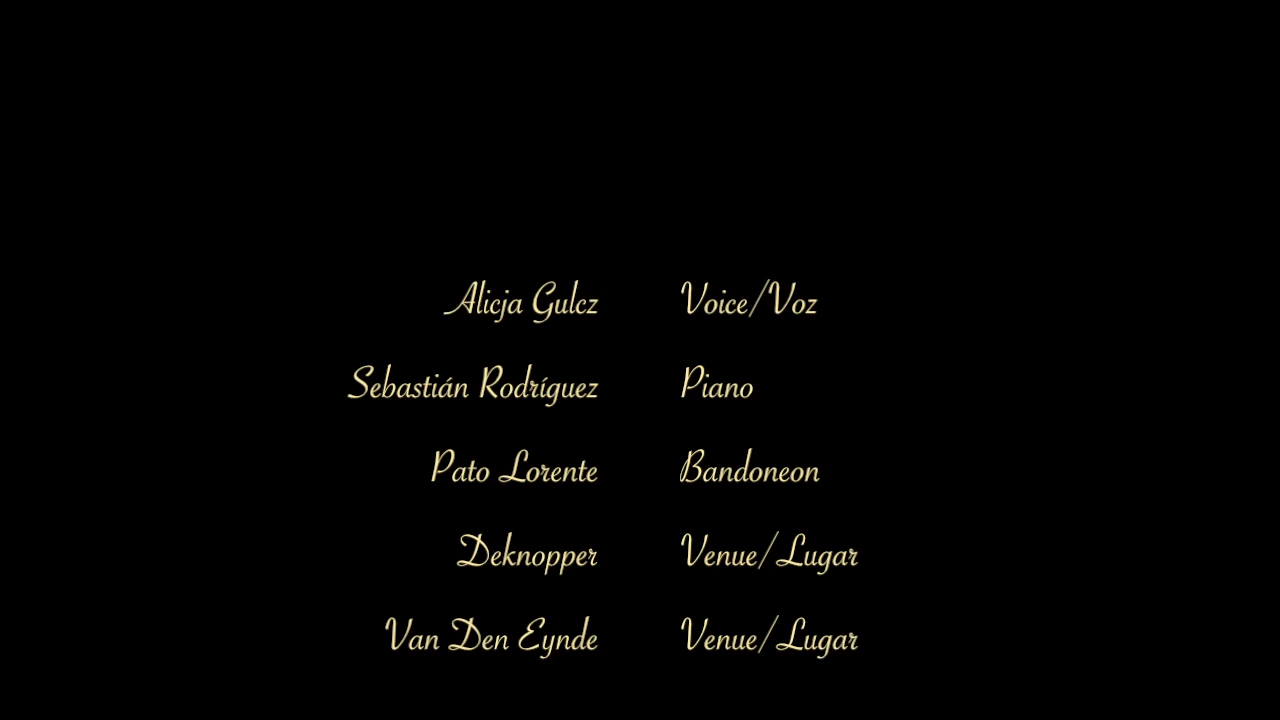 Alicja Gulcz Voice/Voz
Sebastián Rodríguez Piano
Pato Lorente Bandoneon
Deknopper Venue/Lugar
Van Den Eynde Venue/Lugar